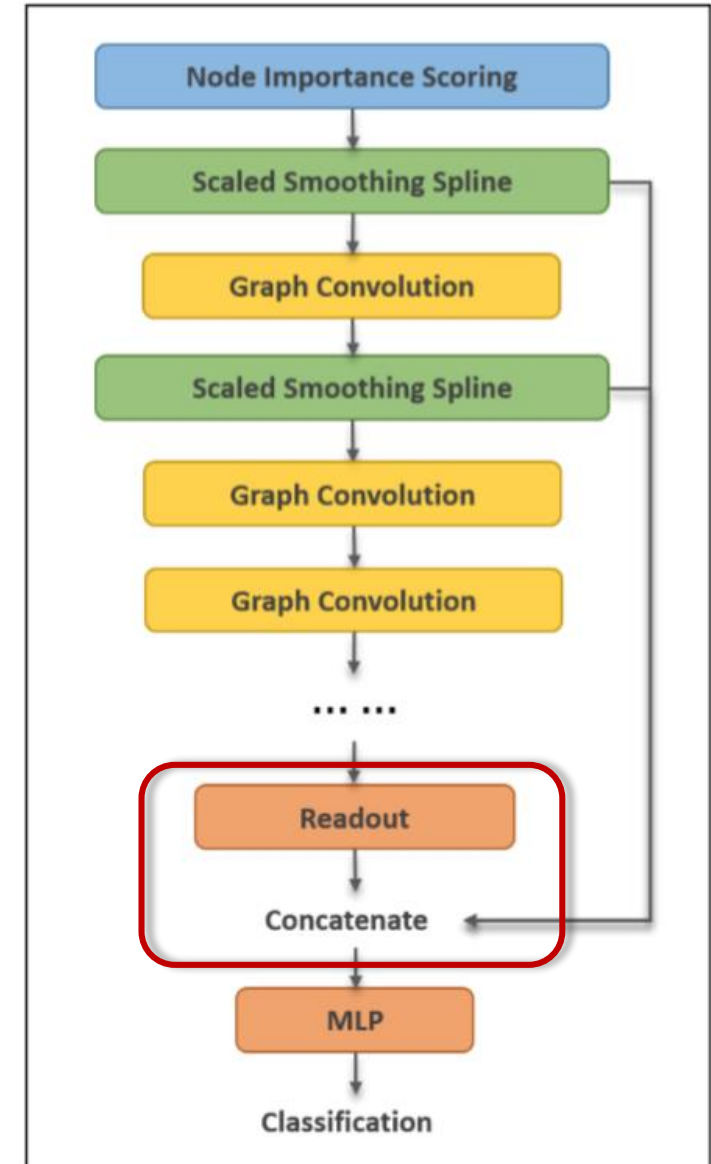 Node Importance Scoring
Scaled Smoothing Spline
Graph Convolution
Scaled Smoothing Spline
Graph Convolution
Graph Convolution
... ...
Readout
Concatenate
MLP
Classification